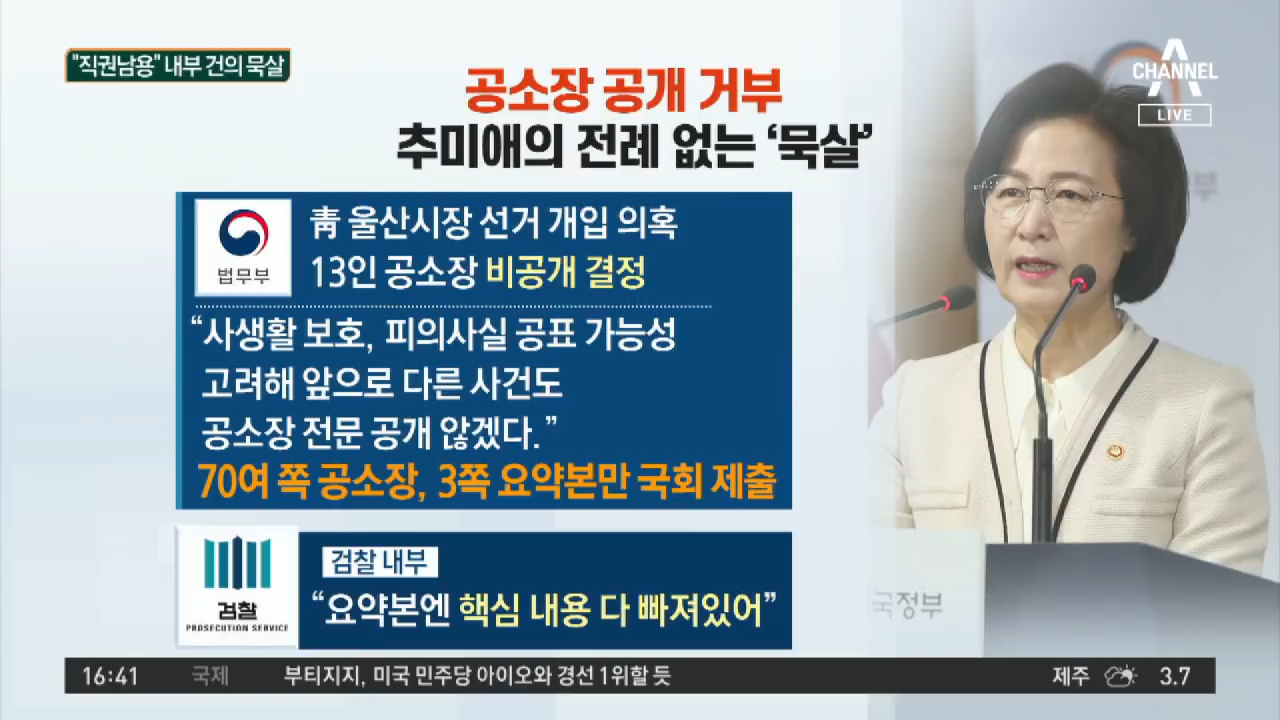 "직권남용" 내부 건의 묵살
공소장 공개 거부
추미애의 전례 없는 ‘묵살’
CHANNEL A
LIVE
법무부
靑 울산시장 선거 개입 의혹
13인 공소장 비공개 결정
“사생활 보호, 피의사실 공표 가능성
고려해 앞으로 다른 사건도
공소장 전문 공개 않겠다.”
70여 쪽 공소장, 3쪽 요약본만 국회 제출
검찰
PROSECUTION SERVICE
검찰 내부
“요약본엔 핵심 내용 다 빠져있어”
국정부
부
16:41 국제 부티지지, 미국 민주당 아이오와 경선 1위할 듯 제주 3.7